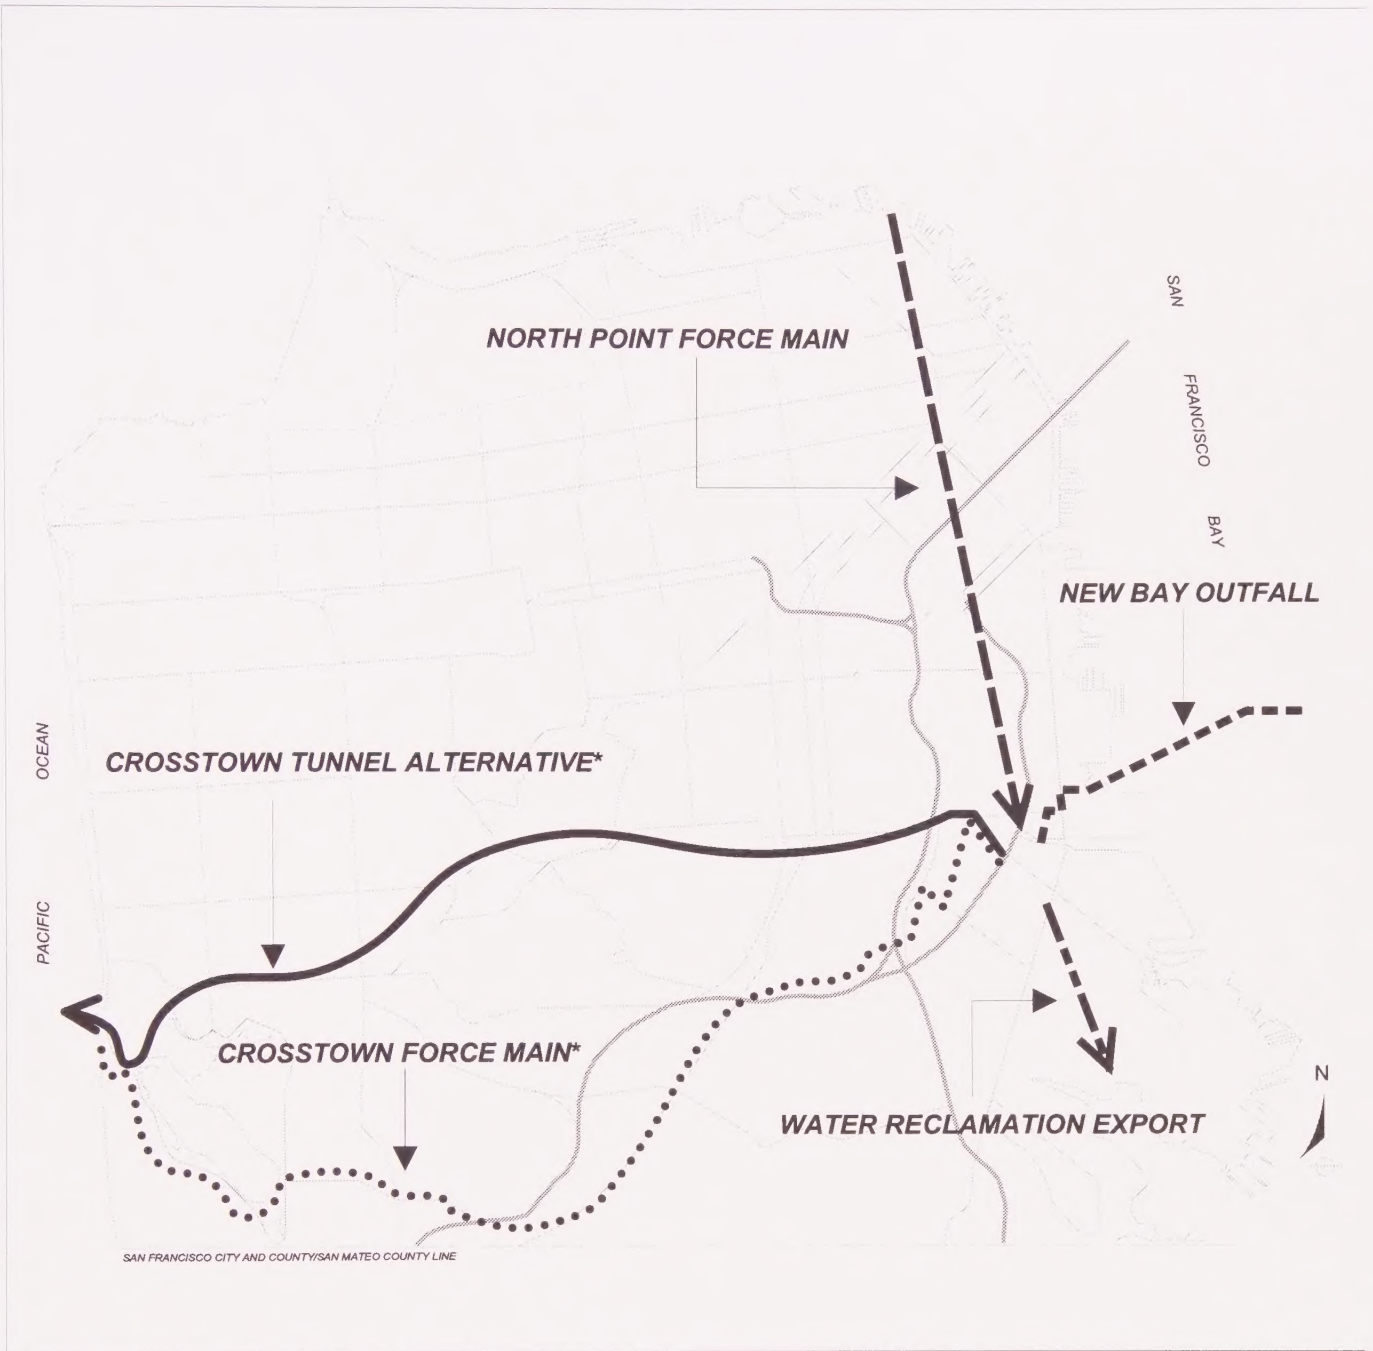 SAN
FRANCISCO
BAY
NORTH POINT FORCE MAIN
NEW BAY OUTFALL
OCEAN
CROSSTOWN TUNNEL ALTERNATIVE*
PACIFIC
CROSSTOWN FORCE MAIN*
N
WATER RECLAMATION EXPORT
SAN FRANCISCO CITY AND COUNTY/SAN MATEO COUNTY LINE